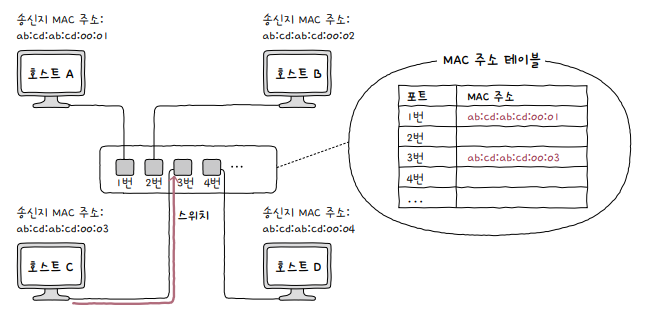 송신지 MAC 주소:
ab:cd:ab:cd:00:01
호스트 A
송신지 MAC 주소:
ab:cd:ab:cd:00:02
호스트 B
MAC 주소 테이블
포트 MAC 주소
1번 ab:cd:ab:cd:00:01
2번
3번 ab:cd:ab:cd:00:03
4번
...
...
1번 2번 3번 4번
스위치
송신지 MAC 주소:
ab:cd:ab:cd:00:03
호스트 C
송신지 MAC 주소:
ab:cd:ab:cd:00:04
호스트 D